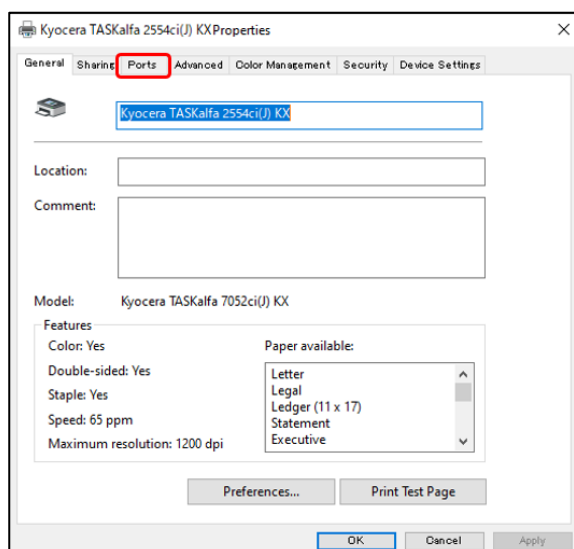 Kyocera TASKalfa 2554ci(J) KXProperties
General Sharing Ports Advanced Color Management Security Device Settings
Kyocera TASKalfa 2554ci(J) KX
Location:
Comment:
Model: Kyocera TASKalfa 7052ci(J) KX
Features
Color: Yes
Double-sided: Yes
Staple: Yes
Speed: 65 ppm
Maximum resolution: 1200 dpi
Paper available:
Letter
Legal
Ledger (11 x 17)
Statement
Executive
Preferences... Print Test Page
OK Cancel Apply